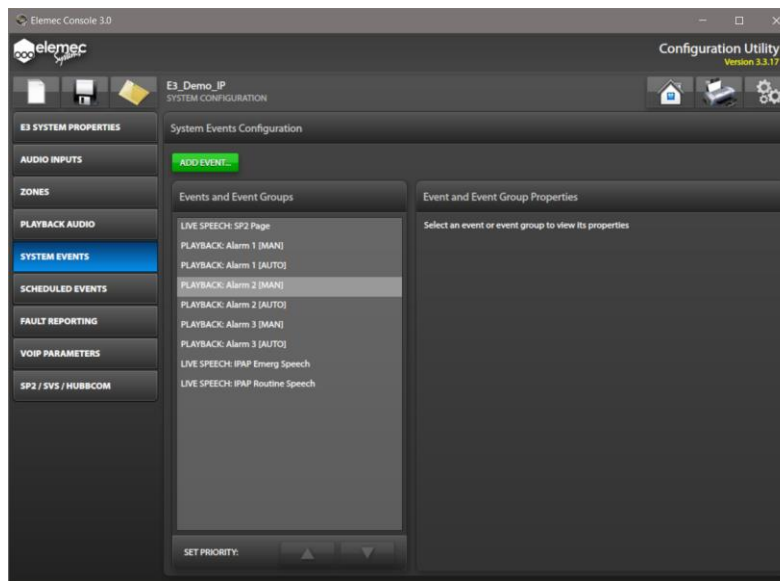 Elemec Console 3.0
elemec
Systems
Configuration Utility
Version 3.3.17
E3_Demo_IP
SYSTEM CONFIGURATION
E3 SYSTEM PROPERTIES
AUDIO INPUTS
ZONES
PLAYBACK AUDIO
SYSTEM EVENTS
SCHEDULED EVENTS
FAULT REPORTING
VOIP PARAMETERS
SP2 / SVS / HUBBCOM
System Events Configuration
ADD EVENT...
Events and Event Groups
LIVE SPEECH: SP2 Page
PLAYBACK: Alarm 1 [MAN]
PLAYBACK: Alarm 1 [AUTO]
PLAYBACK: Alarm 2 [MAN]
PLAYBACK: Alarm 2 [AUTO]
PLAYBACK: Alarm 3 [MAN]
PLAYBACK: Alarm 3 [AUTO]
LIVE SPEECH: IPAP Emerg Speech
LIVE SPEECH: IPAP Routine Speech
SET PRIORITY:
Event and Event Group Properties
Select an event or event group to view its properties